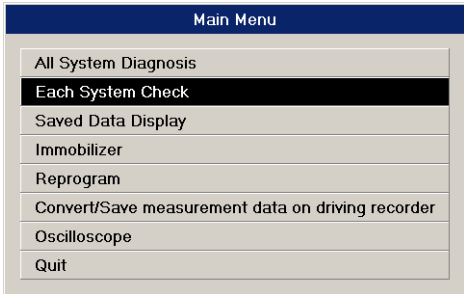 Main Menu
All System Diagnosis
Each System Check
Saved Data Display
Immobilizer
Reprogram
Convert/Save measurement data on driving recorder
Oscilloscope
Quit